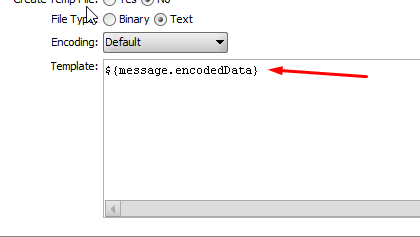 Create Temp File: Yes No
File Type: Binary Text
Encoding: Default
Template: ${message.encodedData}